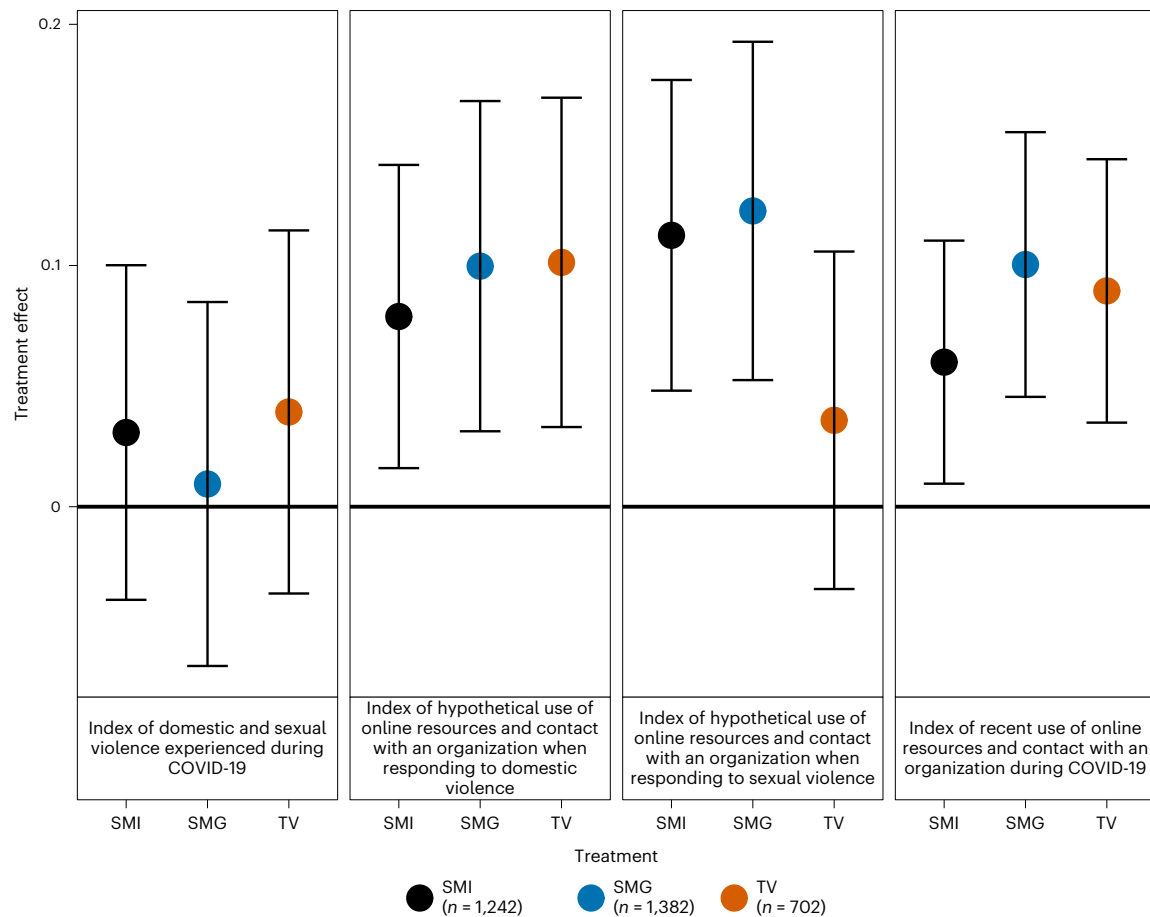 0.2
0.1
0
Treatment effect
Index of domestic and sexual
violence experienced during
COVID-19
Index of hypothetical use of
online resources and contact
with an organization when
responding to domestic
violence
Index of hypothetical use of
online resources and contact
with an organization when
responding to sexual violence
Index of recent use of online
resources and contact with an
organization during COVID-19
SMI SMG TV SMI SMG TV SMI SMG TV SMI SMG TV
Treatment
SMI
(n = 1,242)
SMG
(n = 1,382)
TV
(n = 702)